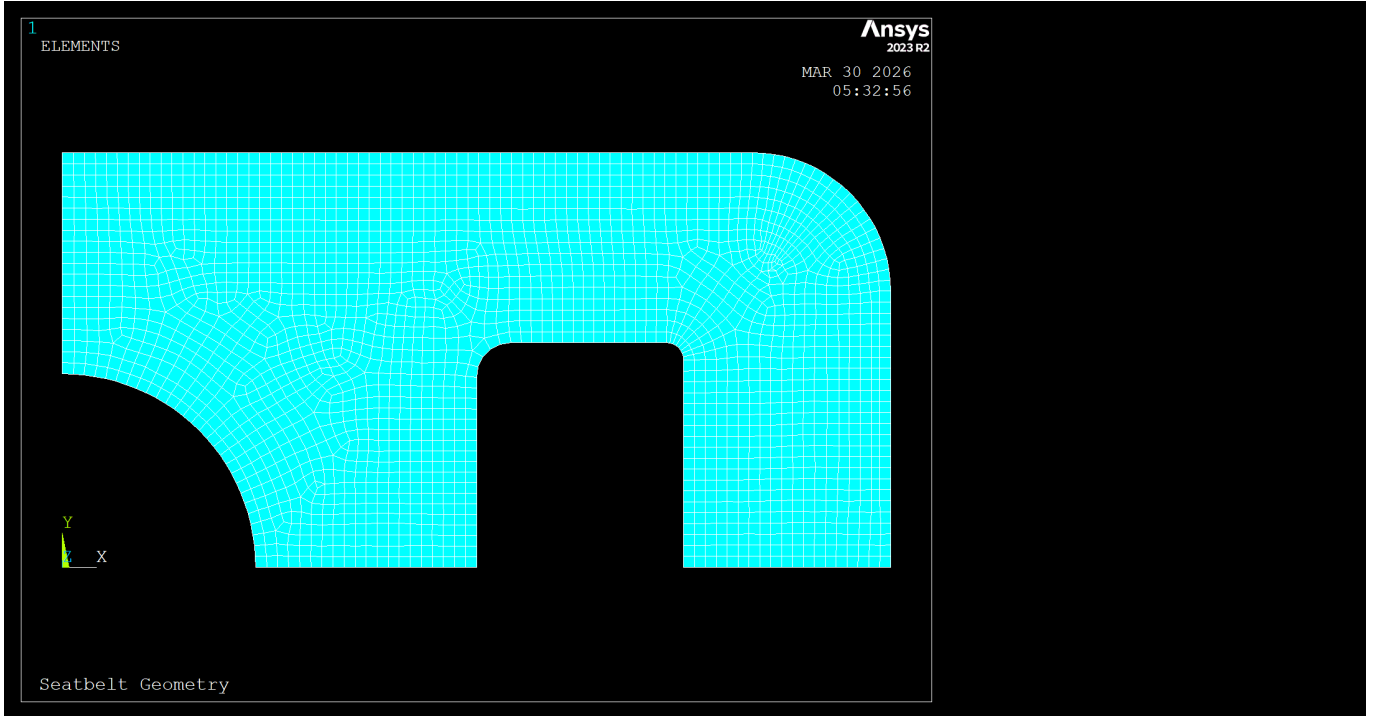 1
ELEMENTS
Ansys
2023 R2
MAR 30 2026
05:32:56
Y
Z X
Seatbelt Geometry